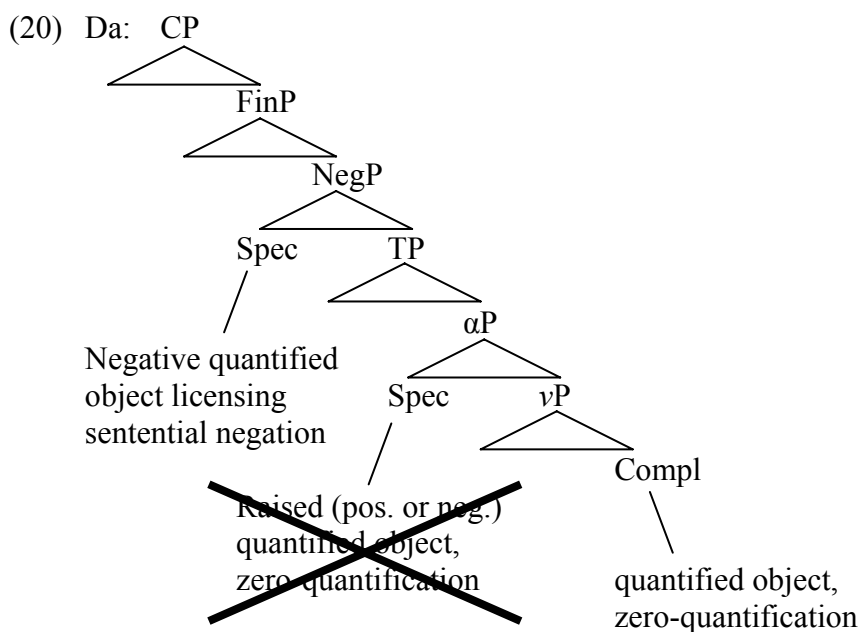 (20) Da: CP
FinP
NegP
Spec TP
αP
Negative quantified
object licensing
sentential negation
Spec vP
Compl
Raised (pos. or neg.)
quantified object,
zero-quantification
quantified object,
zero-quantification